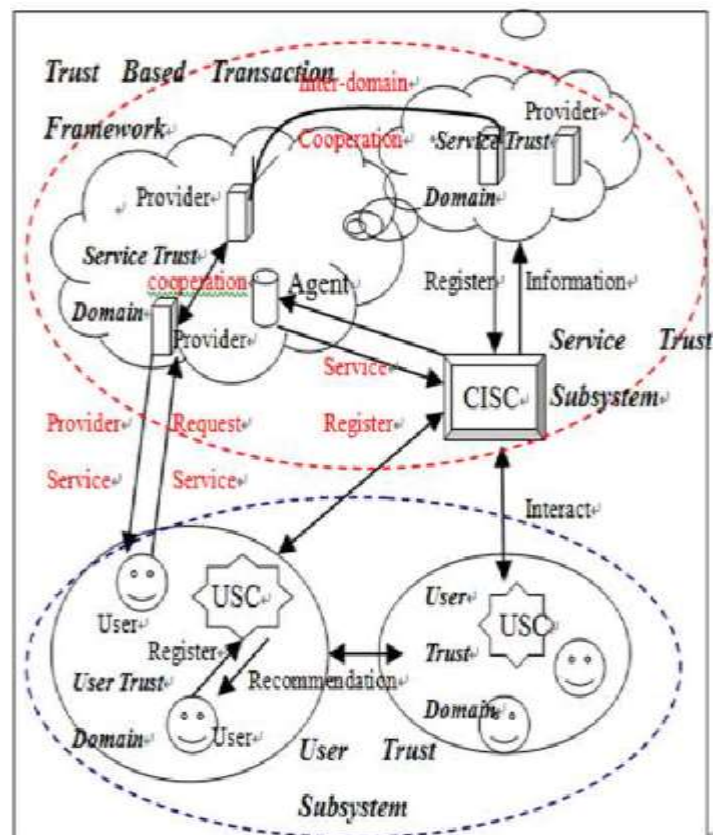 Trust Based Transaction
Framework
Inter-domain
Cooperation
Provider
Service Trust
Domain
Provider
Service Trust
cooperation
Domain
Provider
Agent
Register
Information
Service Trust
Subsystem
Service
Register
CISC
Provider
Service
Request
Service
Interact
User
USC
Register
User Trust
Domain
User
Recommendation
User
USC
Trust
Domain
User Trust
Subsystem